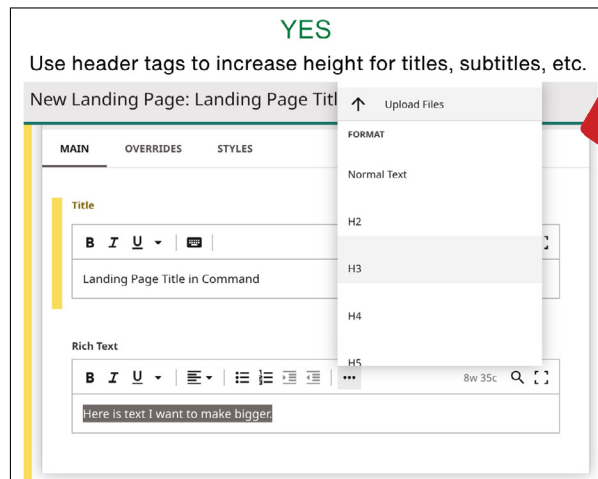 YES
Use header tags to increase height for titles, subtitles, etc.
New Landing Page: Landing Page Titl
Upload Files
FORMAT
MAIN OVERRIDES STYLES
Normal Text
Title
H2
B I U
H3
Landing Page Title in Command
H4
Rich Text
H5
B I U ••• 8w 35c
Here is text I want to make bigger.